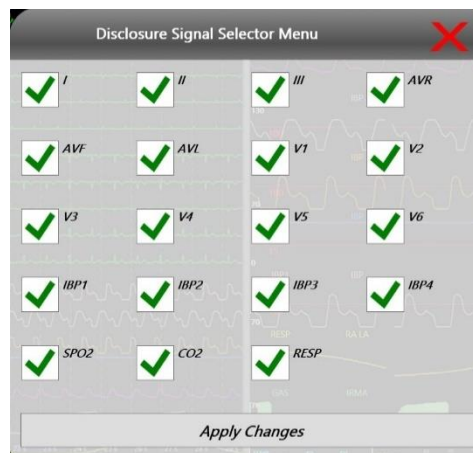 Disclosure Signal Selector Menu
I II III AVR
AVF AVL V1 V2
V3 V4 V5 V6
IBP1 IBP2 IBP3 IBP4
SPO2 CO2 RESP
Apply Changes